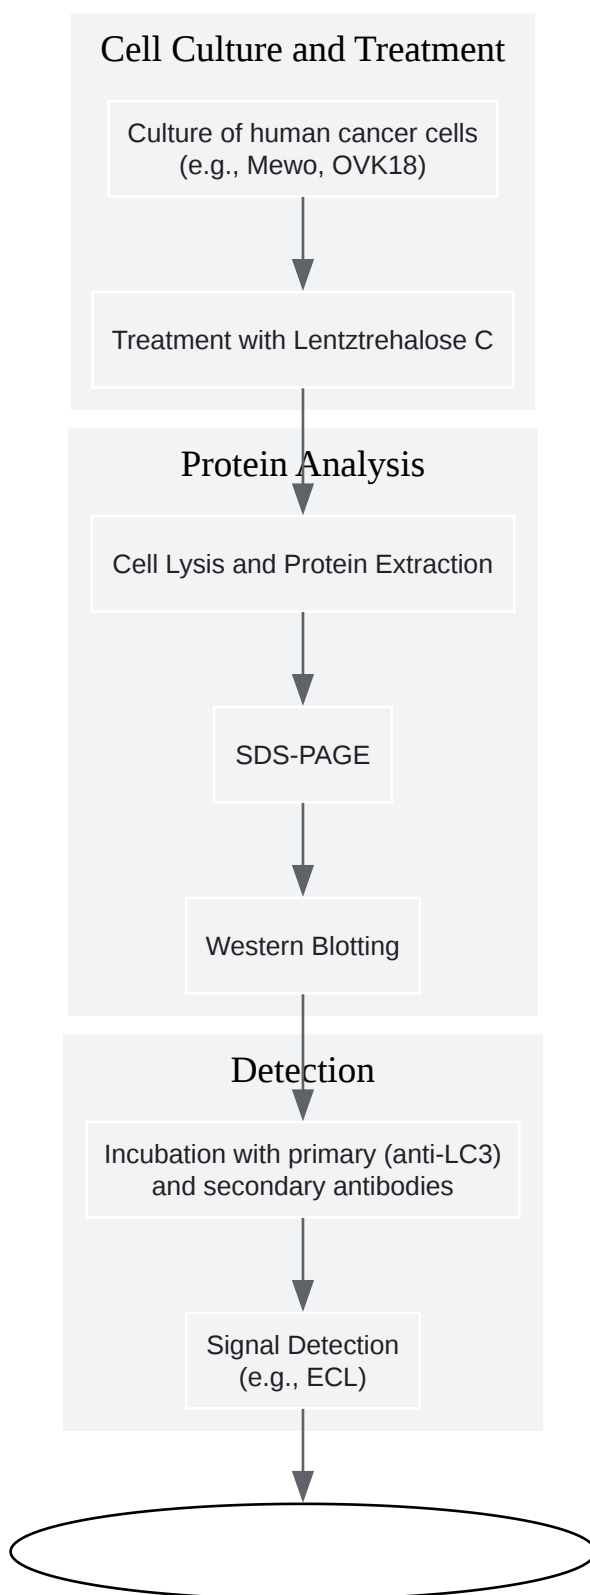 Cell Culture and Treatment
Culture of human cancer cells
(e.g., Mewo, OVK18)
Treatment with Lentztrehalose C
Protein Analysis
Cell Lysis and Protein Extraction
SDS-PAGE
Western Blotting
Detection
Incubation with primary (anti-LC3)
and secondary antibodies
Signal Detection
(e.g., ECL)